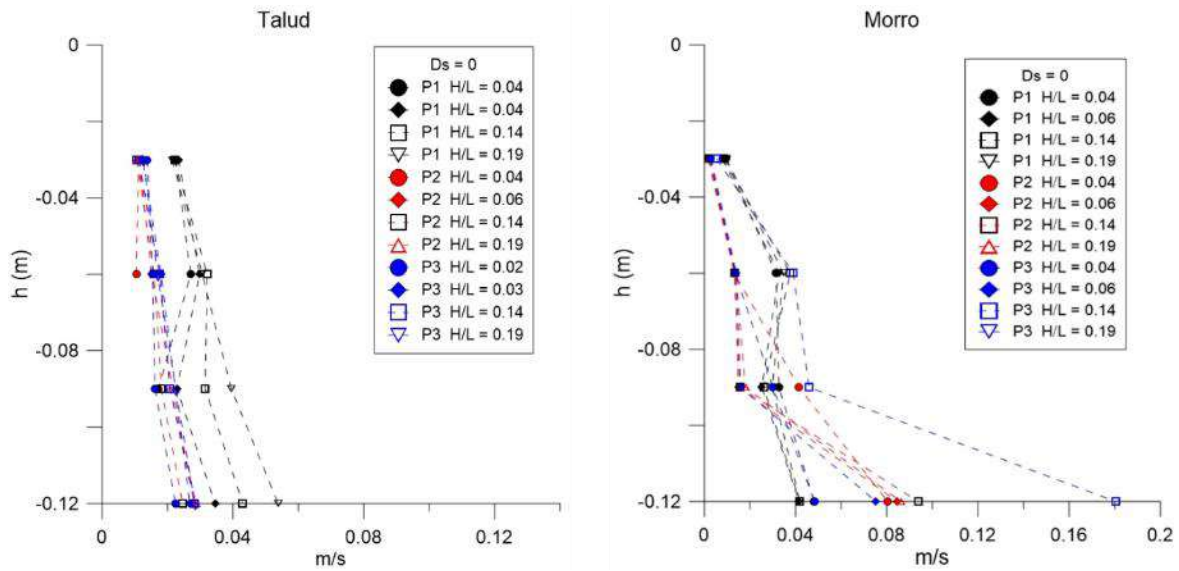 Talud
0
-0.04
-0.08
-0.12
h (m)
0
0.04
0.08
0.12
m/s
Ds = 0
P1 H/L = 0.04
P1 H/L = 0.04
P1 H/L = 0.14
P1 H/L = 0.19
P2 H/L = 0.04
P2 H/L = 0.06
P2 H/L = 0.14
P2 H/L = 0.19
P3 H/L = 0.02
P3 H/L = 0.03
P3 H/L = 0.14
P3 H/L = 0.19
Morro
0
-0.04
-0.08
-0.12
h (m)
0
0.04
0.08
0.12
0.16
0.2
m/s
Ds = 0
P1 H/L = 0.04
P1 H/L = 0.06
P1 H/L = 0.14
P1 H/L = 0.19
P2 H/L = 0.04
P2 H/L = 0.06
P2 H/L = 0.14
P2 H/L = 0.19
P3 H/L = 0.04
P3 H/L = 0.06
P3 H/L = 0.14
P3 H/L = 0.19